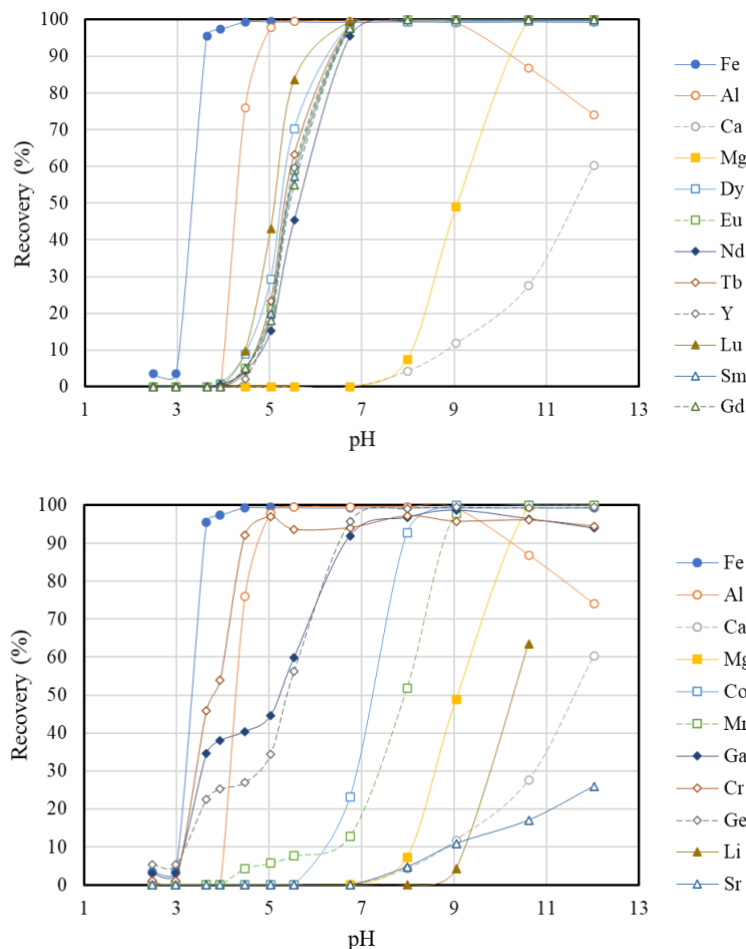 100
90
80
70
60
50
40
30
20
10
0
Recovery (%)
1 3 5 7 9 11 13
pH
Fe
Al
Ca
Mg
Dy
Eu
Nd
Tb
Y
Lu
Sm
Gd
100
90
80
70
60
50
40
30
20
10
0
Recovery (%)
1 3 5 7 9 11 13
pH
Fe
Al
Ca
Mg
Co
Mn
Ga
Cr
Ge
Li
Sr